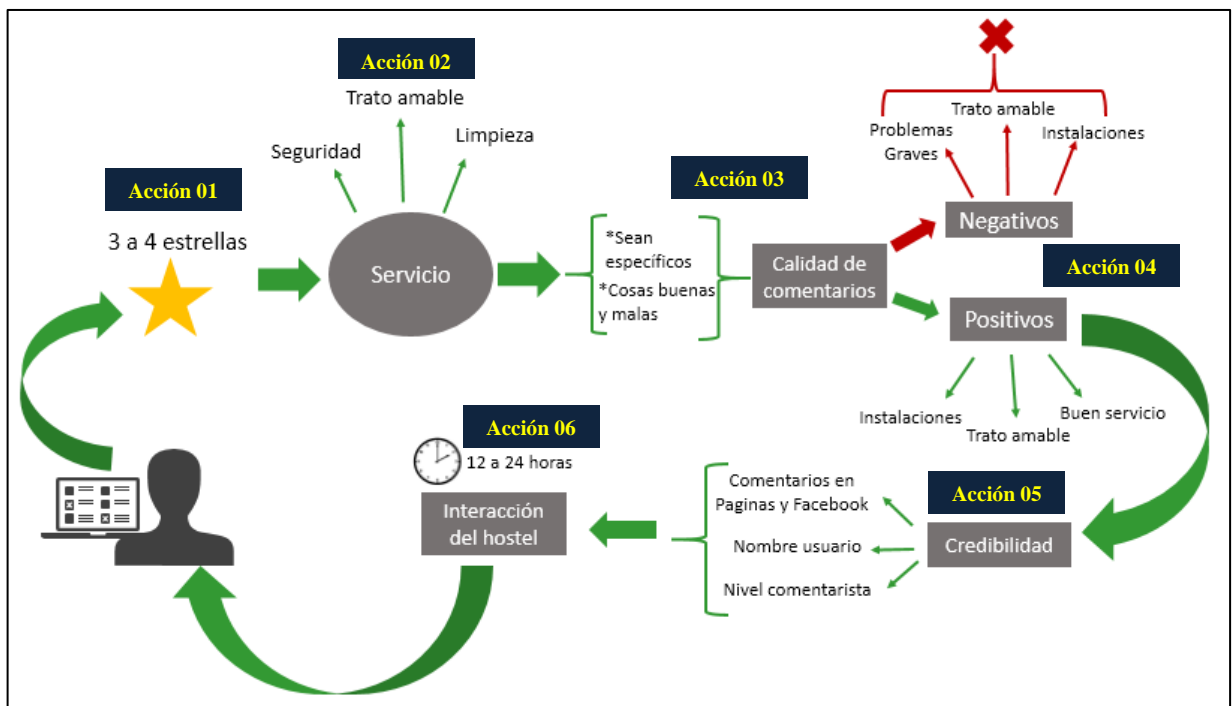 Acción 01
3 a 4 estrellas
Acción 02
Trato amable
Seguridad
Limpieza
Servicio
Acción 03
*Sean
específicos
*Cosas buenas
y malas
Calidad de
comentarios
Trato amable
Problemas
Graves
Instalaciones
Negativos
Acción 04
Positivos
Instalaciones
Trato amable
Buen servicio
Acción 05
Credibilidad
Comentarios en
Paginas y Facebook
Nombre usuario
Nivel comentarista
Acción 06
12 a 24 horas
Interacción
del hostel